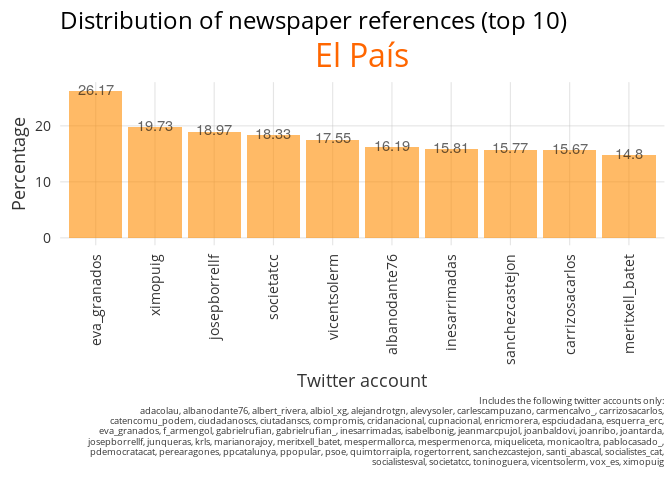 Distribution of newspaper references (top 10)
El País
26.17
19.73
18.97
18.33
17.55
16.19
15.81
15.77
15.67
14.8
Percentage
20
10
0
eva_granados
ximopuig
josepborrellf
societatcc
vicentsolerm
albanodante76
inesarrimadas
sanchezcastejon
carrizosacarlos
meritxell_batet
Twitter account
Includes the following twitter accounts only:
adacolau, albanodante76, albert_rivera, albiol_xg, alejandrotgn, alevysoler, carlescampuzano, carmencalvo_, carrizosacarlos,
catencomu_podem, ciudadanoscs, ciutadanscs, compromis, cridanacional, cupnacional, enricmorera, espciudadana, esquerra_erc,
eva_granados, f_armengol, gabrielrufian, gabrielrufian_, inesarrimadas, isabelbonig, jeanmarcpujol, joanbaldovi, joanribo, joantarda,
josepborrellf, junqueras, krls, marianorajoy, meritxell_batet, mespermallorca, mespermenorca, miqueliceta, monicaoltra, pablocasado_,
pdemocratacat, perearagones, ppcatalunya, ppopular, psoe, quimtorraipla, rogertorrent, sanchezcastejon, santi_abascal, socialistes_cat,
socialistesval, societatcc, toninoguera, vicentsolerm, vox_es, ximopuig